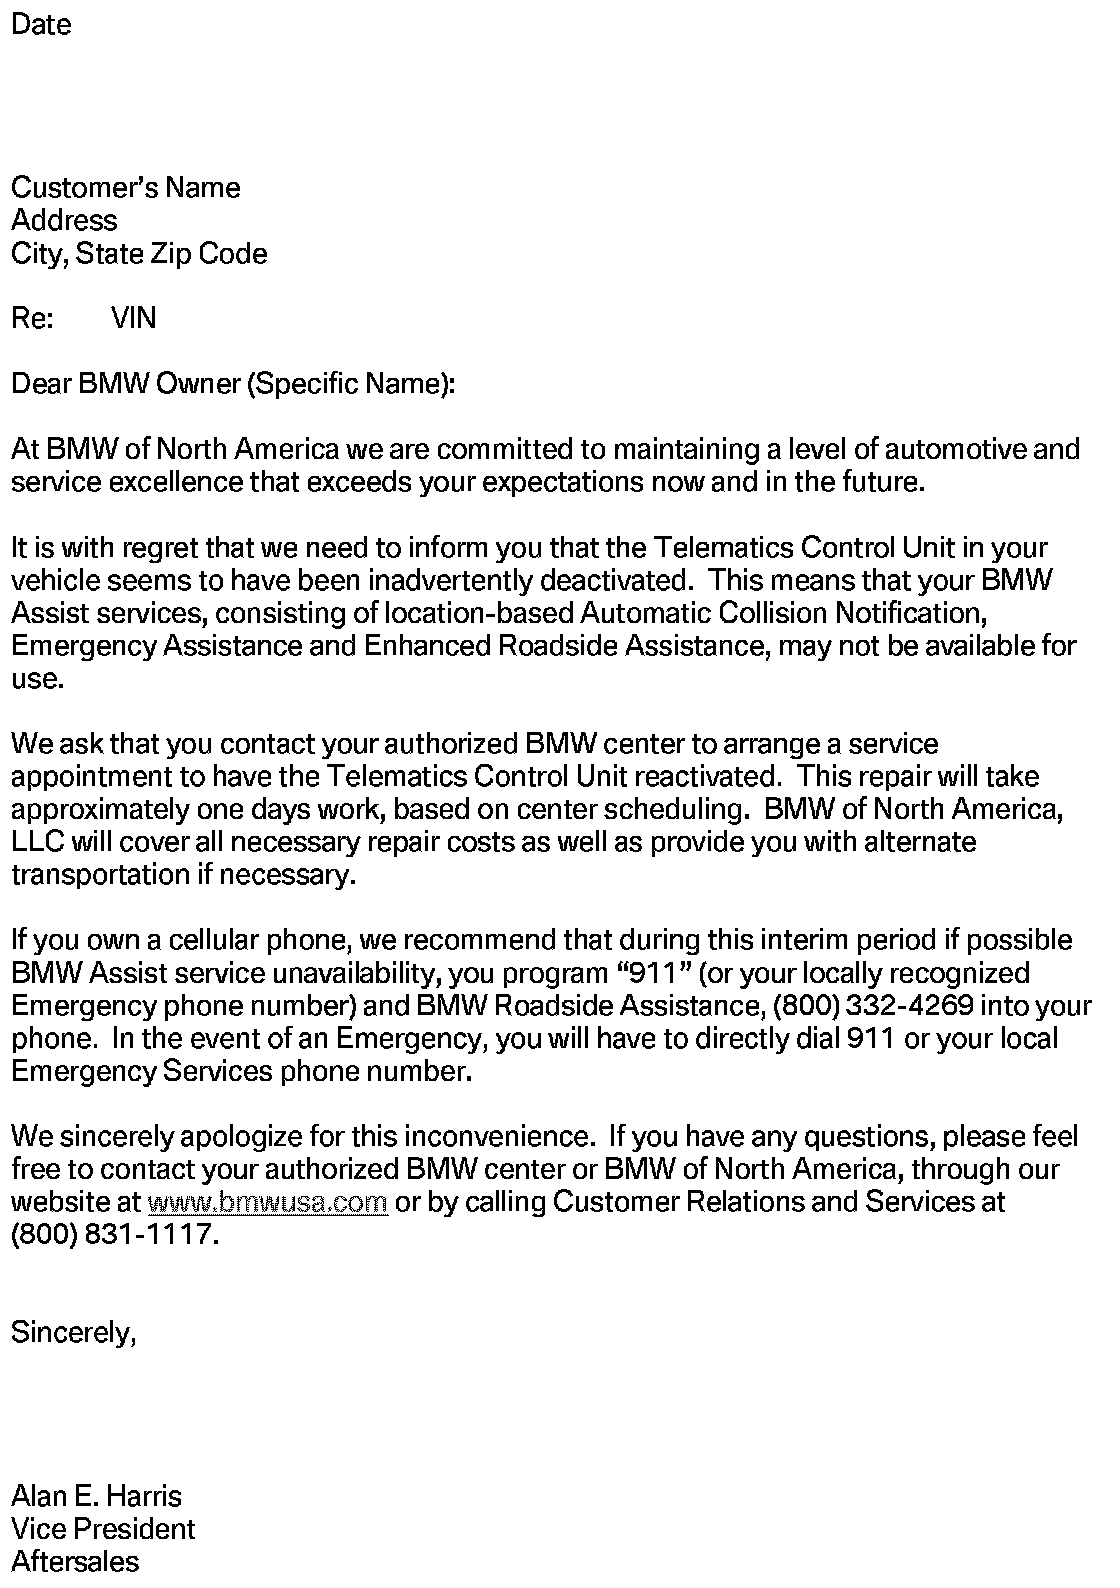 Date
Customer’s Name
Address
City, State Zip Code
Re: VIN
Dear BMW Owner (Specific Name):
At BMW of North America we are committed to maintaining a level of automotive and
service excellence that exceeds your expectations now and in the future.
It is with regret that we need to inform you that the Telematics Control Unit in your
vehicle seems to have been inadvertently deactivated.  This means that your BMW
Assist services, consisting of location-based Automatic Collision Notification,
Emergency Assistance and Enhanced Roadside Assistance, may not be available for
use.
We ask that you contact your authorized BMW center to arrange a service
appointment to have the Telematics Control Unit reactivated.  This repair will take
approximately one days work, based on center scheduling.  BMW of North America,
LLC will cover all necessary repair costs as well as provide you with alternate
transportation if necessary.
If you own a cellular phone, we recommend that during this interim period if possible
BMW Assist service unavailability, you program “911” (or your locally recognized
Emergency phone number) and BMW Roadside Assistance, (800) 332-4269 into your
phone.  In the event of an Emergency, you will have to directly dial 911 or your local
Emergency Services phone number.
We sincerely apologize for this inconvenience.  If you have any questions, please feel
free to contact your authorized BMW center or BMW of North America, through our
website at www.bmwusa.com or by calling Customer Relations and Services at
(800) 831-1117.
Sincerely,
Alan E. Harris
Vice President
Aftersales